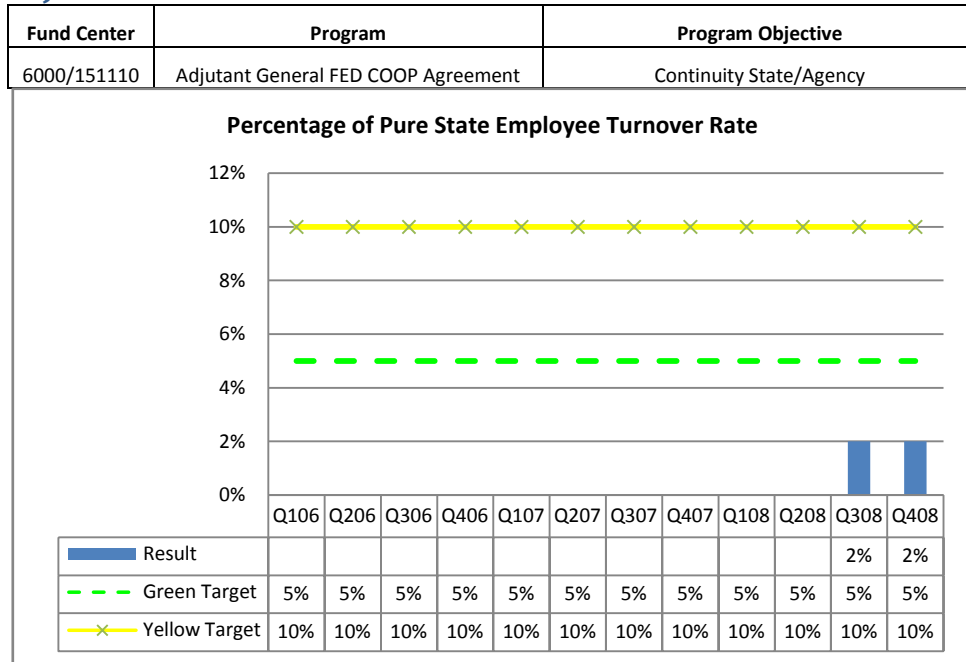 Fund Center Program Program Objective
6000/151110 Adjutant General FED COOP Agreement Continuity State/Agency
Percentage of Pure State Employee Turnover Rate
12%
10%
8%
6%
4%
2%
0%
Q106 Q206 Q306 Q406 Q107 Q207 Q307 Q407 Q108 Q208 Q308 Q408
Result 2% 2%
Green Target 5% 5% 5% 5% 5% 5% 5% 5% 5% 5% 5% 5%
Yellow Target 10% 10% 10% 10% 10% 10% 10% 10% 10% 10% 10% 10%